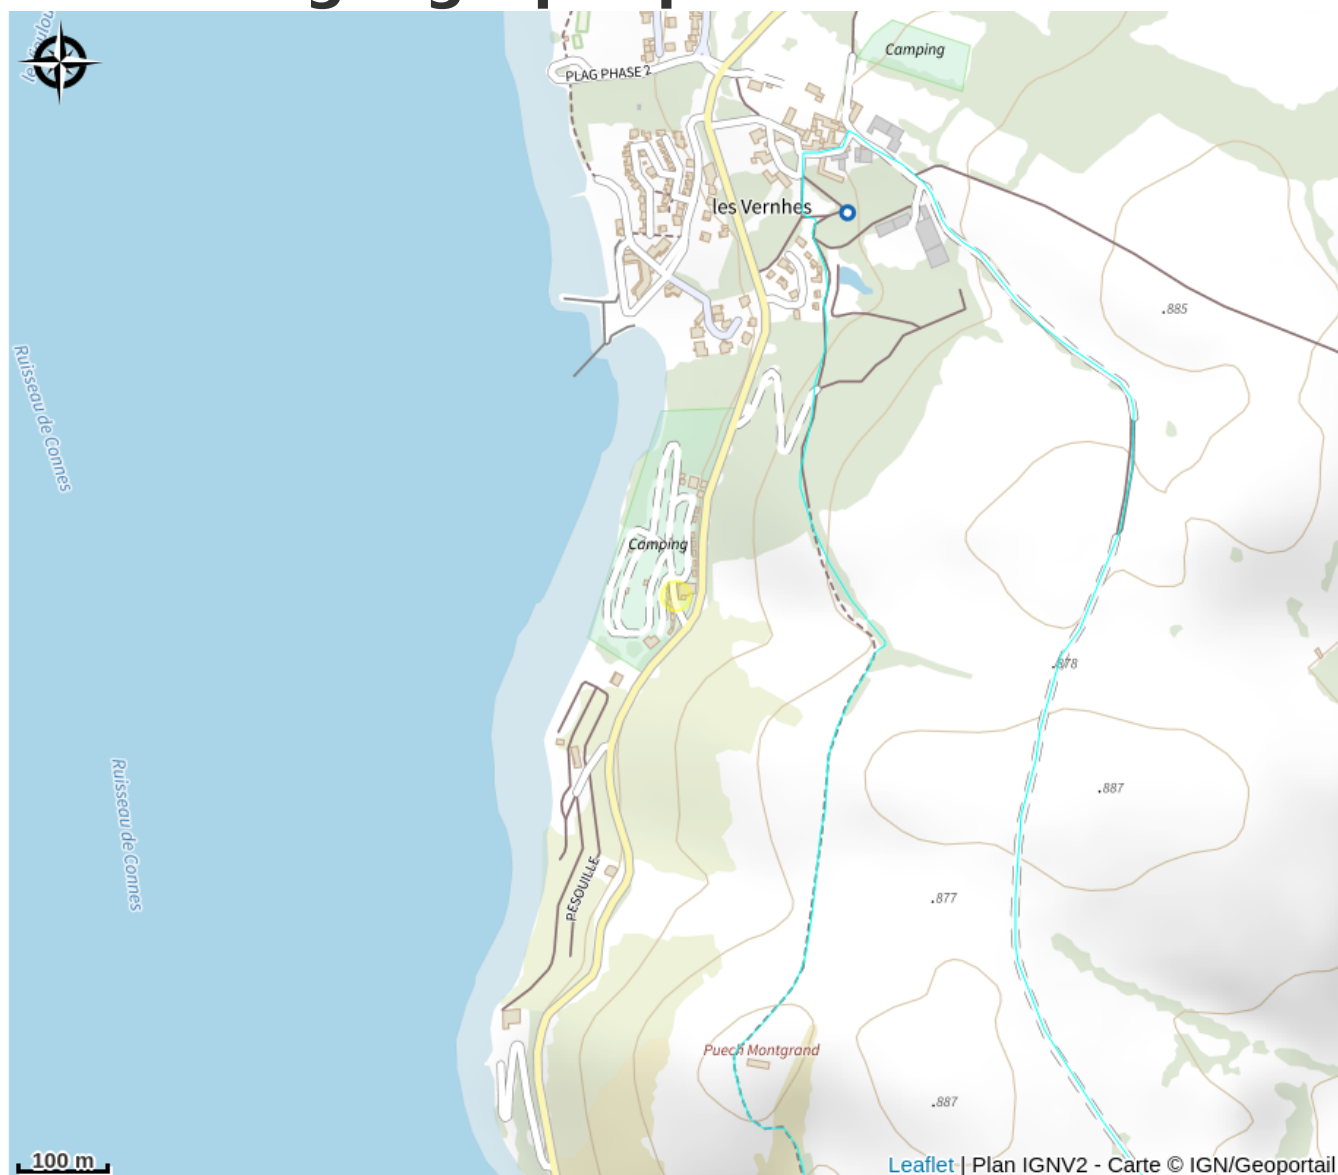 Camping
PLAG PHASE 2
les Vernhes
.885
Ruisseau de Connes
Camping
.878
.887
Ruisseau de Connes
PESOUILLE
.877
Puech Montgrand
.887
100 m
Leaflet | Plan IGNV2 - Carte © IGN/Geoportail